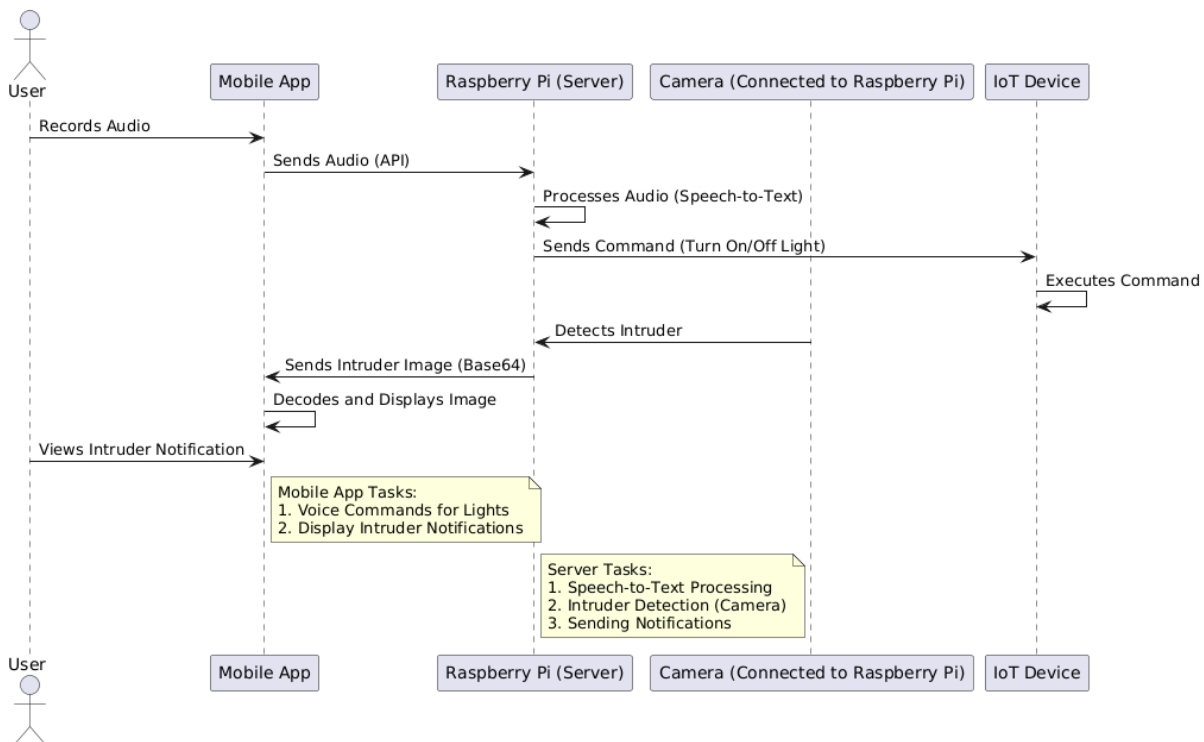 User
Mobile App
Raspberry Pi (Server)
Camera (Connected to Raspberry Pi)
IoT Device
Records Audio
Sends Audio (API)
Processes Audio (Speech-to-Text)
Sends Command (Turn On/Off Light)
Executes Command
Detects Intruder
Sends Intruder Image (Base64)
Decodes and Displays Image
Views Intruder Notification
Mobile App Tasks:
1. Voice Commands for Lights
2. Display Intruder Notifications
Server Tasks:
1. Speech-to-Text Processing
2. Intruder Detection (Camera)
3. Sending Notifications
User
Mobile App
Raspberry Pi (Server)
Camera (Connected to Raspberry Pi)
IoT Device